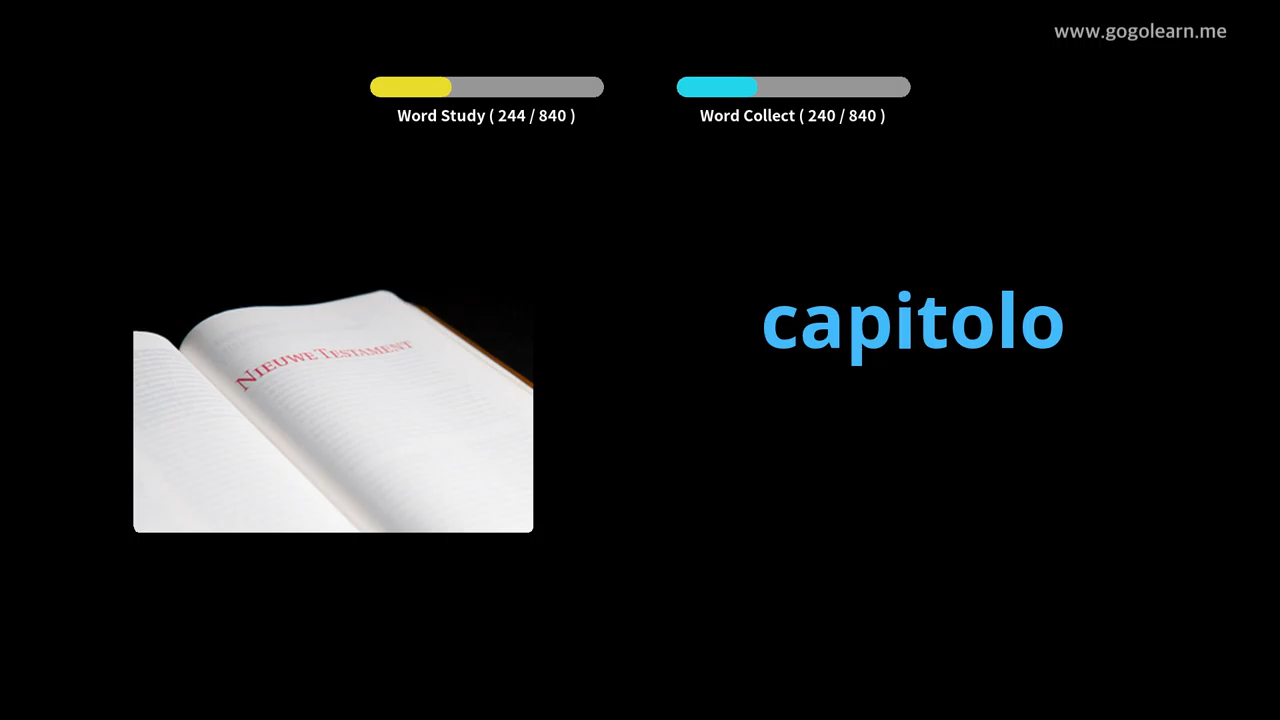 www.gogolearn.me
Word Study ( 244 / 840 )
Word Collect ( 240 / 840 )
NIEUWE TESTAMENT
capitolo